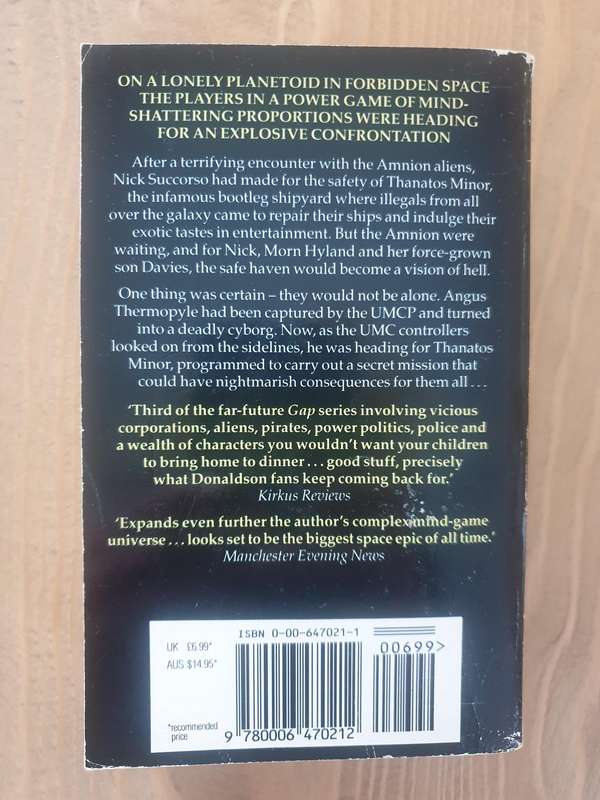 ON A LONELY PLANETOID IN FORBIDDEN SPACE
THE PLAYERS IN A POWER GAME OF MIND-
SHATTERING PROPORTIONS WERE HEADING
FOR AN EXPLOSIVE CONFRONTATION
After a terrifying encounter with the Amnion aliens,
Nick Succorso had made for the safety of Thanatos Minor,
the infamous bootleg shipyard where illegals from all
over the galaxy came to repair their ships and indulge their
exotic tastes in entertainment. But the Amnion were
waiting, and for Nick, Morn Hyland and her force-grown
son Davies, the safe haven would become a vision of hell.
One thing was certain – they would not be alone. Angus
Thermopyle had been captured by the UMCP and turned
into a deadly cyborg. Now, as the UMC controllers
looked on from the sidelines, he was heading for Thanatos
Minor, programmed to carry out a secret mission that
could have nightmarish consequences for them all . . .
‘Third of the far-future Gap series involving vicious
corporations, aliens, pirates, power politics, police and
a wealth of characters you wouldn’t want your children
to bring home to dinner . . . good stuff, precisely
what Donaldson fans keep coming back for.’
Kirkus Reviews
‘Expands even further the author’s complex mind-game
universe . . . looks set to be the biggest space epic of all time.’
Manchester Evening News
ISBN 0-00-647021-1
UK £6.99*
AUS $14.95*
00699>
*recommended
price
9 780006 470212